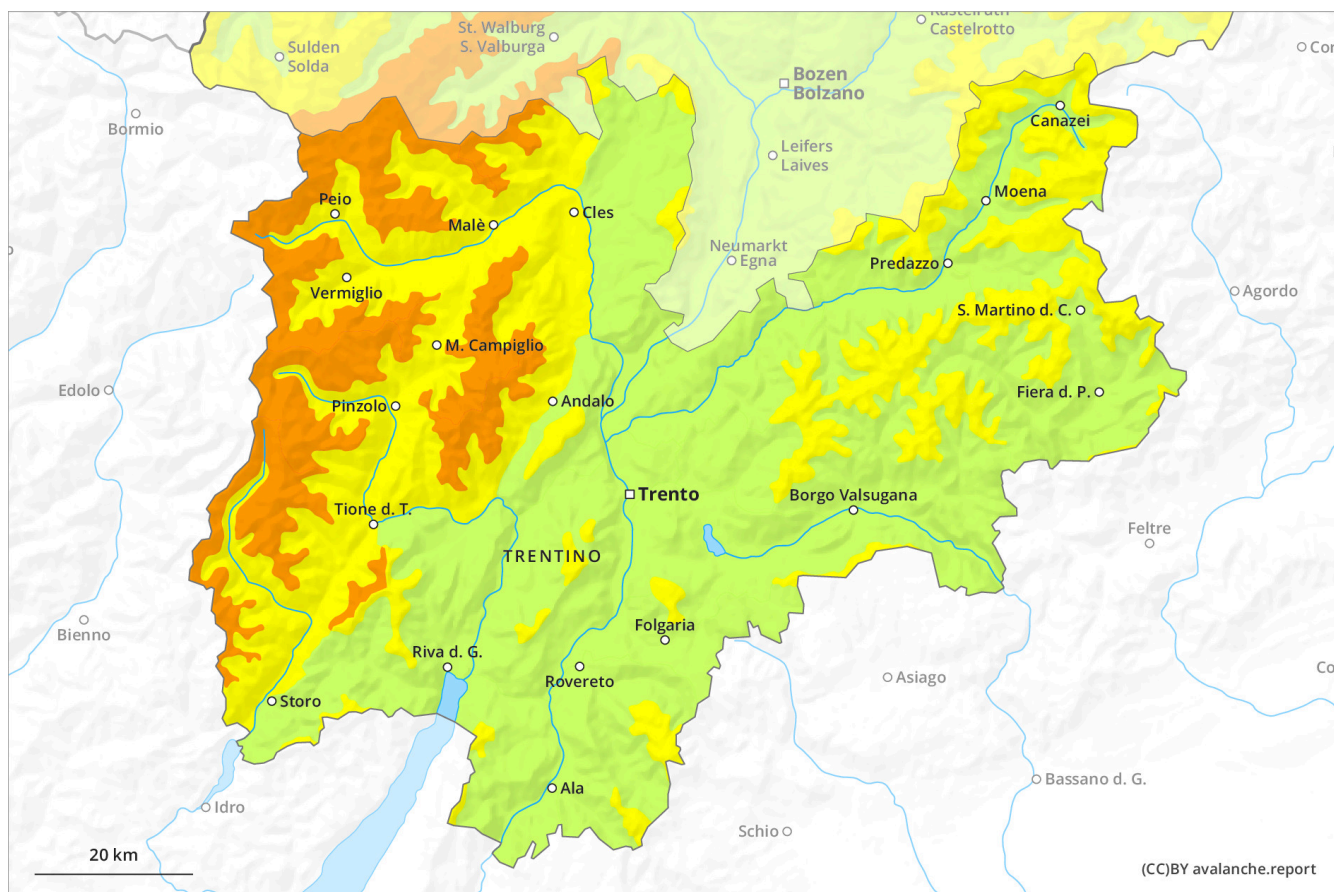 Kastelruth
Castelrotto
St. Walburg
S. Valburga
Sulden
Solda
Bozen
Bolzano
Bormio
Canazei
Leifers
Laives
Moena
Peio
Cles
Malè
Neumarkt
Egna
Predazzo
Vermiglio
Agordo
S. Martino d. C.
M. Campiglio
Edolo
Fiera d. P.
Pinzolo
Andalo
Trento
Borgo Valsugana
Tione d. T.
Feltre
TRENTINO
Bienno
Folgaria
Riva d. G.
Rovereto
Asiago
Storo
Bassano d. G.
Ala
Idro
Schio
20 km
(CC)BY avalanche.report